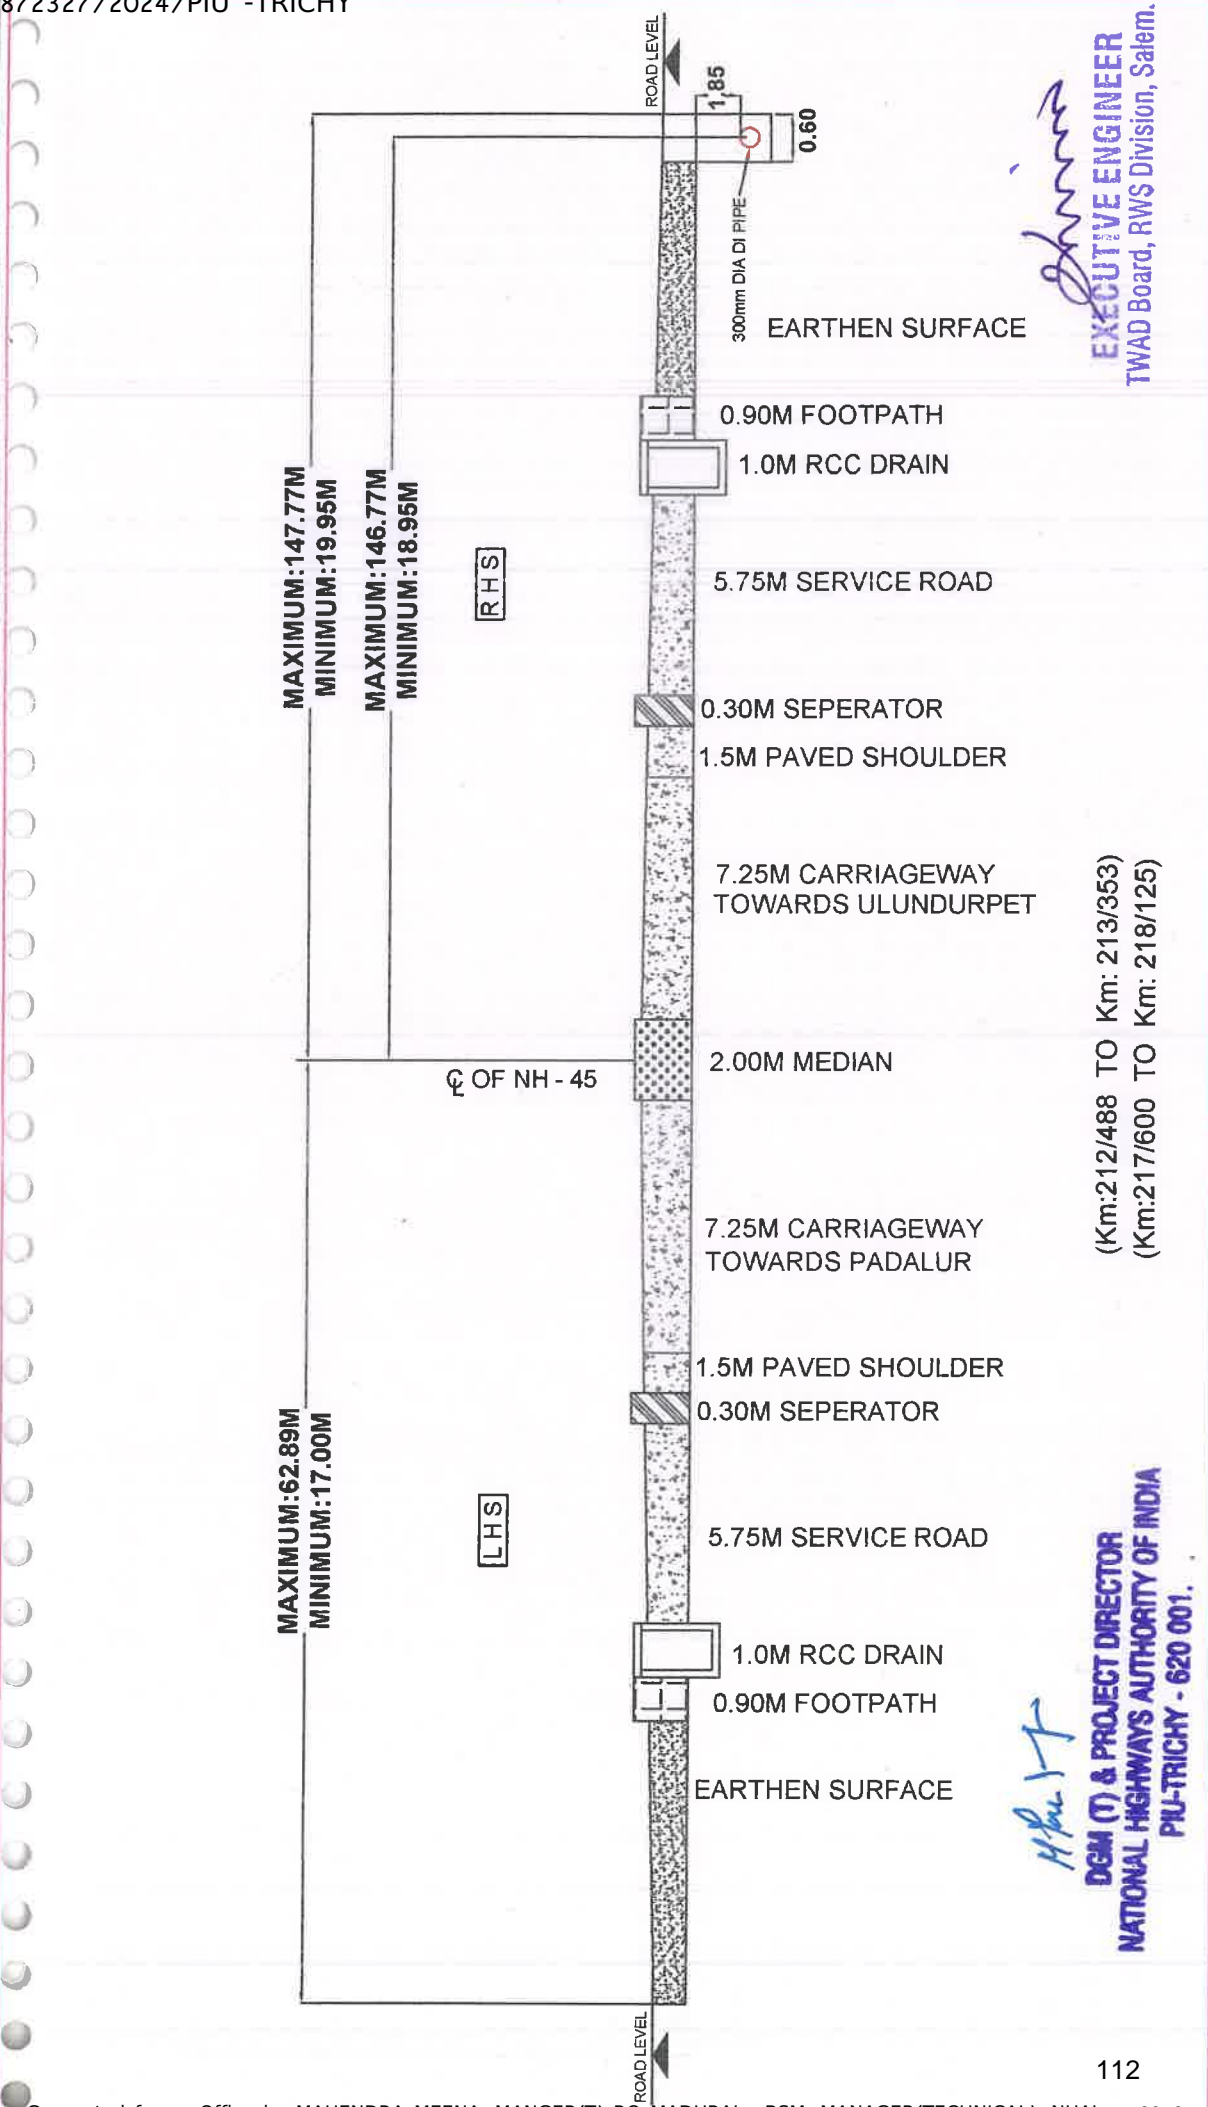 872327/2024/PIU -TRICHY
ROAD LEVEL
1.85
0.60
300mm DIA DI PIPE
EARTHEN SURFACE
0.90M FOOTPATH
1.0M RCC DRAIN
MAXIMUM:147.77M
MINIMUM:19.95M
MAXIMUM:146.77M
MINIMUM:18.95M
RHS
5.75M SERVICE ROAD
0.30M SEPERATOR
1.5M PAVED SHOULDER
7.25M CARRIAGEWAY
TOWARDS ULUNDURPET
℄ OF NH - 45
2.00M MEDIAN
7.25M CARRIAGEWAY
TOWARDS PADALUR
1.5M PAVED SHOULDER
0.30M SEPERATOR
MAXIMUM:62.89M
MINIMUM:17.00M
LHS
5.75M SERVICE ROAD
1.0M RCC DRAIN
0.90M FOOTPATH
EARTHEN SURFACE
ROAD LEVEL
(Km:212/488 TO Km: 213/353)
(Km:217/600 TO Km: 218/125)
EXECUTIVE ENGINEER
TWAD Board, RWS Division, Salem.
DGM (T) & PROJECT DIRECTOR
NATIONAL HIGHWAYS AUTHORITY OF INDIA
PIU-TRICHY - 620 001.
112